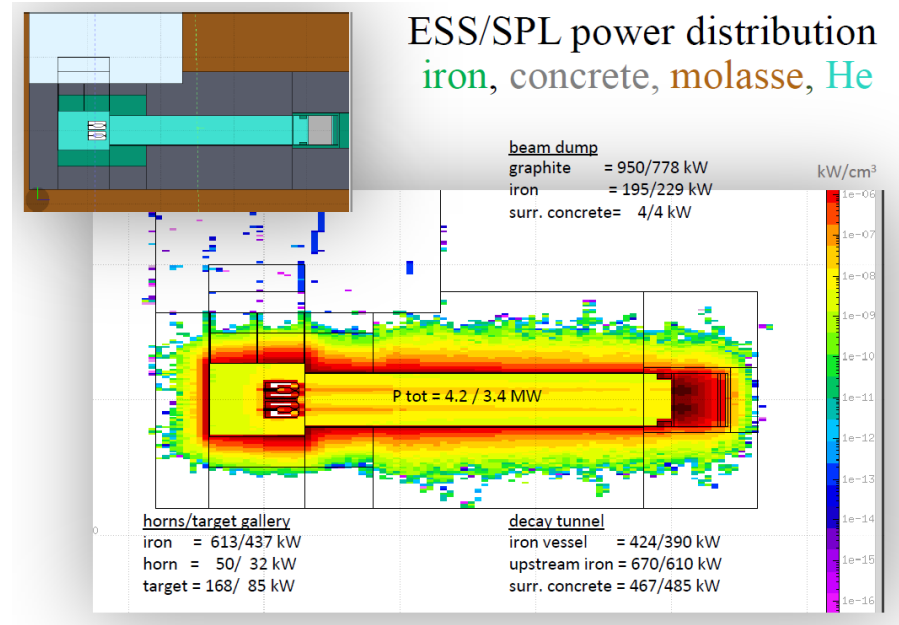 ESS/SPL power distribution
iron, concrete, molasse, He
beam dump
graphite = 950/778 kW
iron = 195/229 kW
surr. concrete= 4/4 kW
kW/cm³
1e-06
1e-07
1e-08
1e-09
1e-10
1e-11
1e-12
1e-13
1e-14
1e-15
1e-16
P tot = 4.2 / 3.4 MW
0
horns/target gallery
iron = 613/437 kW
horn = 50/ 32 kW
target = 168/ 85 kW
decay tunnel
iron vessel = 424/390 kW
upstream iron = 670/610 kW
surr. concrete = 467/485 kW